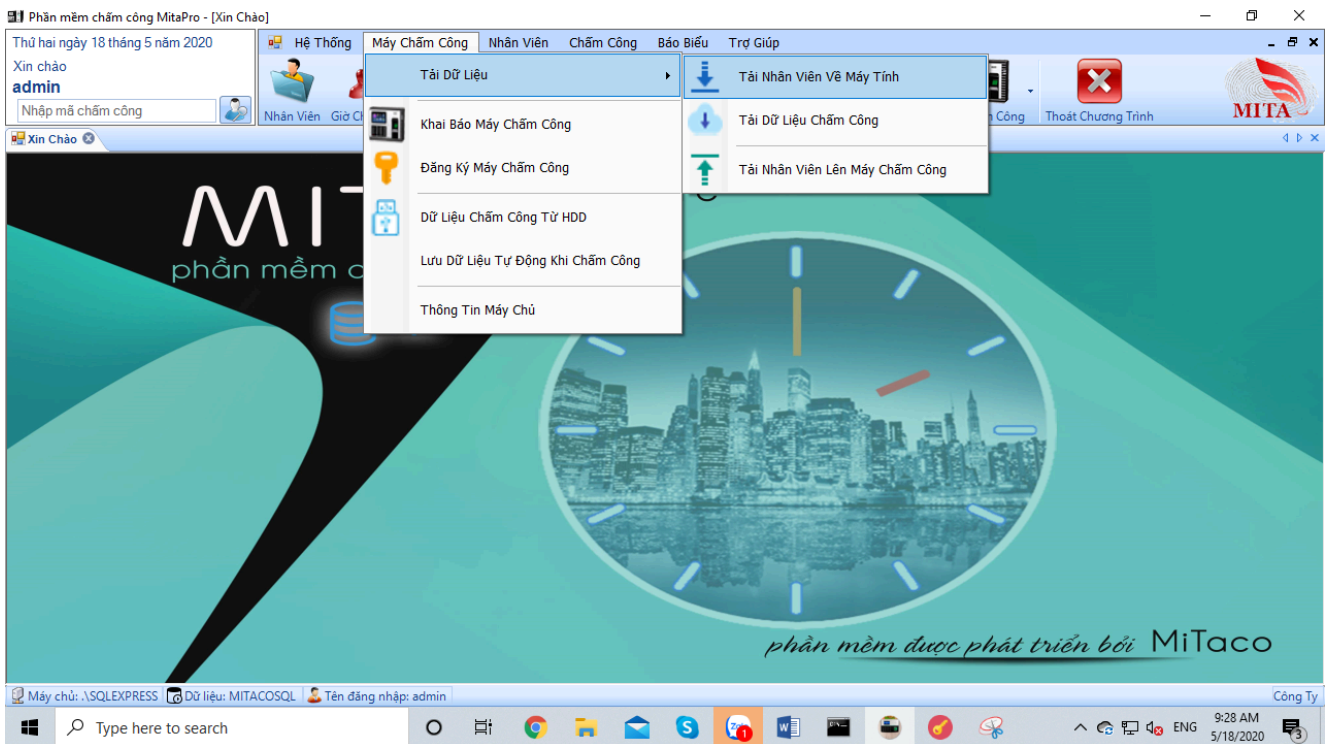 Phần mềm chấm công MitaPro - [Xin Chào]
Thứ hai ngày 18 tháng 5 năm 2020
Hệ Thống Máy Chấm Công Nhân Viên Chấm Công Báo Biểu Trợ Giúp
Xin chào
admin
Nhập mã chấm công
Nhân Viên Giờ
Công Thoát Chương Trình
MITA
Xin Chào
Tải Dữ Liệu
Khai Báo Máy Chấm Công
Đăng Ký Máy Chấm Công
Dữ Liệu Chấm Công Từ HDD
Lưu Dữ Liệu Tự Động Khi Chấm Công
Thông Tin Máy Chủ
Tải Nhân Viên Về Máy Tính
Tải Dữ Liệu Chấm Công
Tải Nhân Viên Lên Máy Chấm Công
phần mềm
phần mềm được phát triển bởi MiTaco
Máy chủ: .\SQLEXPRESS Dữ liệu: MITACOSQL Tên đăng nhập: admin Công Ty
Type here to search
ENG
9:28 AM
5/18/2020
3